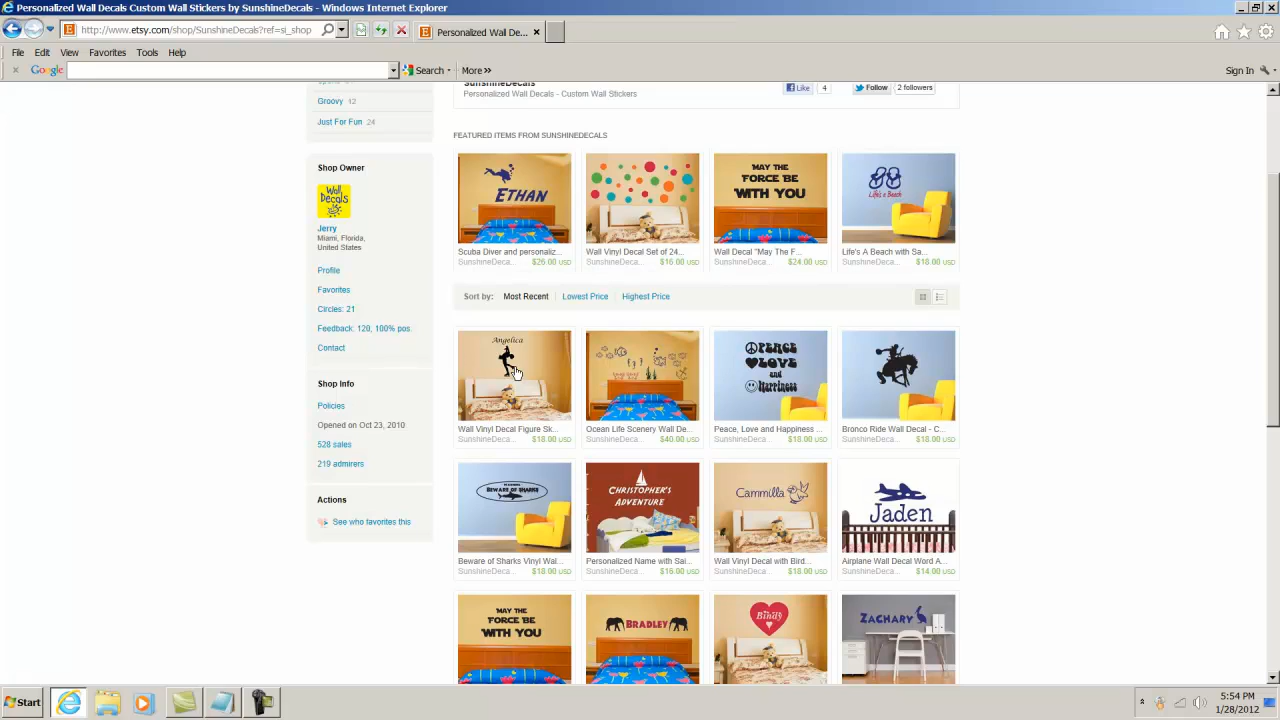 Personalized Wall Decals Custom Wall Stickers by SunshineDecals - Windows Internet Explorer
http://www.etsy.com/shop/SunshineDecals?ref=si_shop
Personalized Wall De...
File Edit View Favorites Tools Help
Google Search More »
Sign In
Groovy 12
Just For Fun 24
Shop Owner
Wall Decals
Jerry
Miami, Florida,
United States
Profile
Favorites
Circles: 21
Feedback: 120, 100% pos.
Contact
Shop Info
Policies
Opened on Oct 23, 2010
528 sales
219 admirers
Actions
See who favorites this
SunshineDecals
Personalized Wall Decals - Custom Wall Stickers
Like 4 Follow 2 followers
FEATURED ITEMS FROM SUNSHINEDECALS
ETHAN
MAY THE
FORCE BE
WITH YOU
Life's a Beach
Scuba Diver and personaliz... Wall Vinyl Decal Set of 24... Wall Decal "May The F... Life's A Beach with Sa...
SunshineDeca... $26.00 USD SunshineDeca... $16.00 USD SunshineDeca... $24.00 USD SunshineDeca... $18.00 USD
Sort by: Most Recent Lowest Price Highest Price
Angelica
PEACE
LOVE
and
HAPPINESS
Wall Vinyl Decal Figure Sk... Ocean Life Scenery Wall De... Peace, Love and Happiness ... Bronco Ride Wall Decal - C...
SunshineDeca... $18.00 USD SunshineDeca... $40.00 USD SunshineDeca... $18.00 USD SunshineDeca... $18.00 USD
BEWARE OF SHARKS
CHRISTOPHER'S
ADVENTURE
Cammilla
Jaden
Beware of Sharks Vinyl Wal... Personalized Name with Sai... Wall Vinyl Decal with Bird... Airplane Wall Decal Word A...
SunshineDeca... $18.00 USD SunshineDeca... $16.00 USD SunshineDeca... $18.00 USD SunshineDeca... $14.00 USD
MAY THE
FORCE BE
WITH YOU
BRADLEY
Bindy
ZACHARY
Start
5:54 PM
1/28/2012